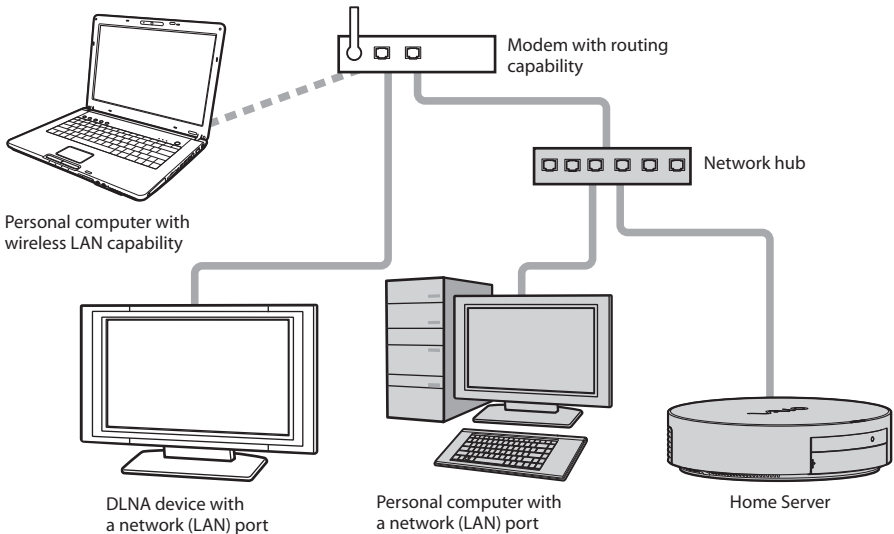 Modem with routing
capability
Network hub
Personal computer with
wireless LAN capability
VAIO
DLNA device with
a network (LAN) port
Personal computer with
a network (LAN) port
Home Server